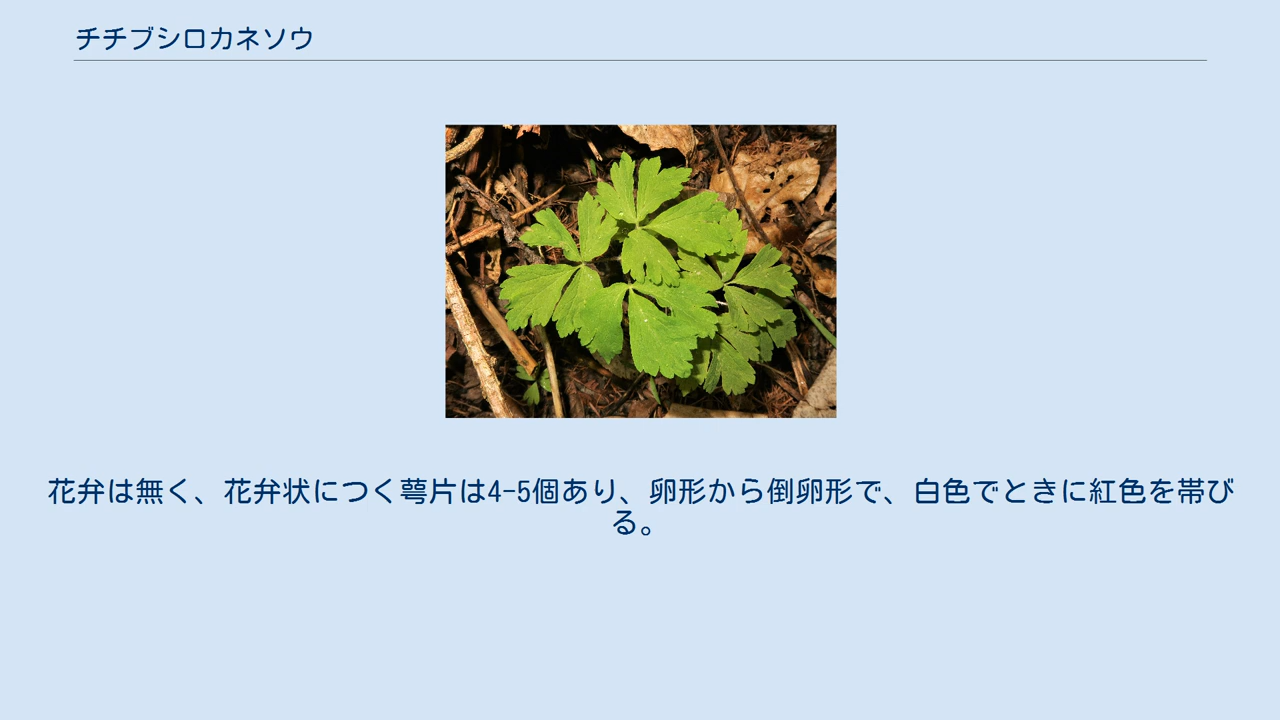 チチブシロカネソウ
花弁は無く、花弁状につく萼片は4-5個あり、卵形から倒卵形で、白色でときに紅色を帯び
る。